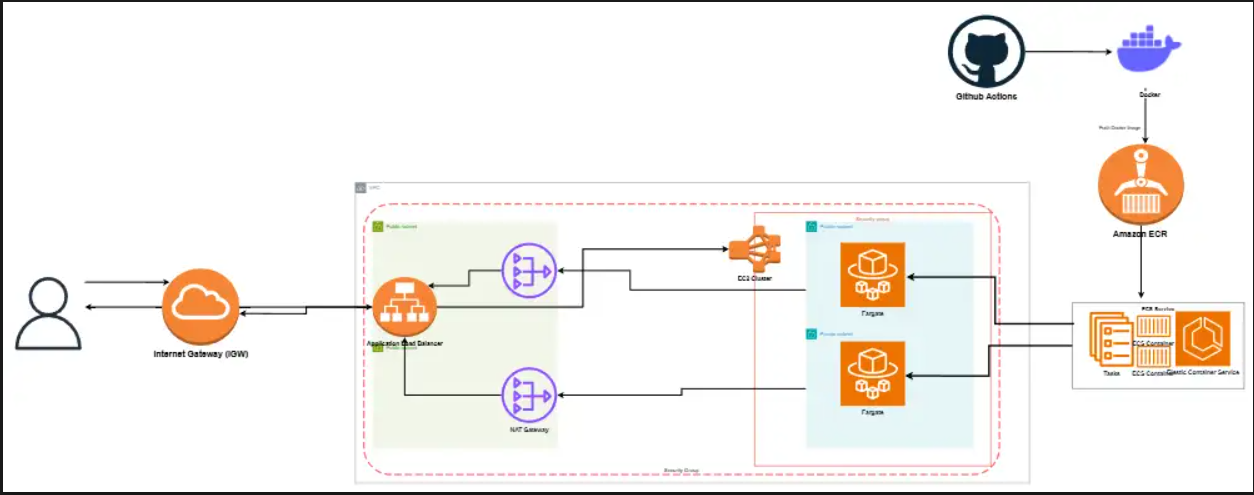 Github Actions
Docker
Push Docker Image
Amazon ECR
VPC
Security group
Public subnet
Private subnet
ECS Cluster
Fargate
Internet Gateway (IGW)
Application Load Balancer
Public subnet
Private subnet
ECS Service
ECS Container
Tasks
ECS Container
Elastic Container Service
Fargate
NAT Gateway
Security Group